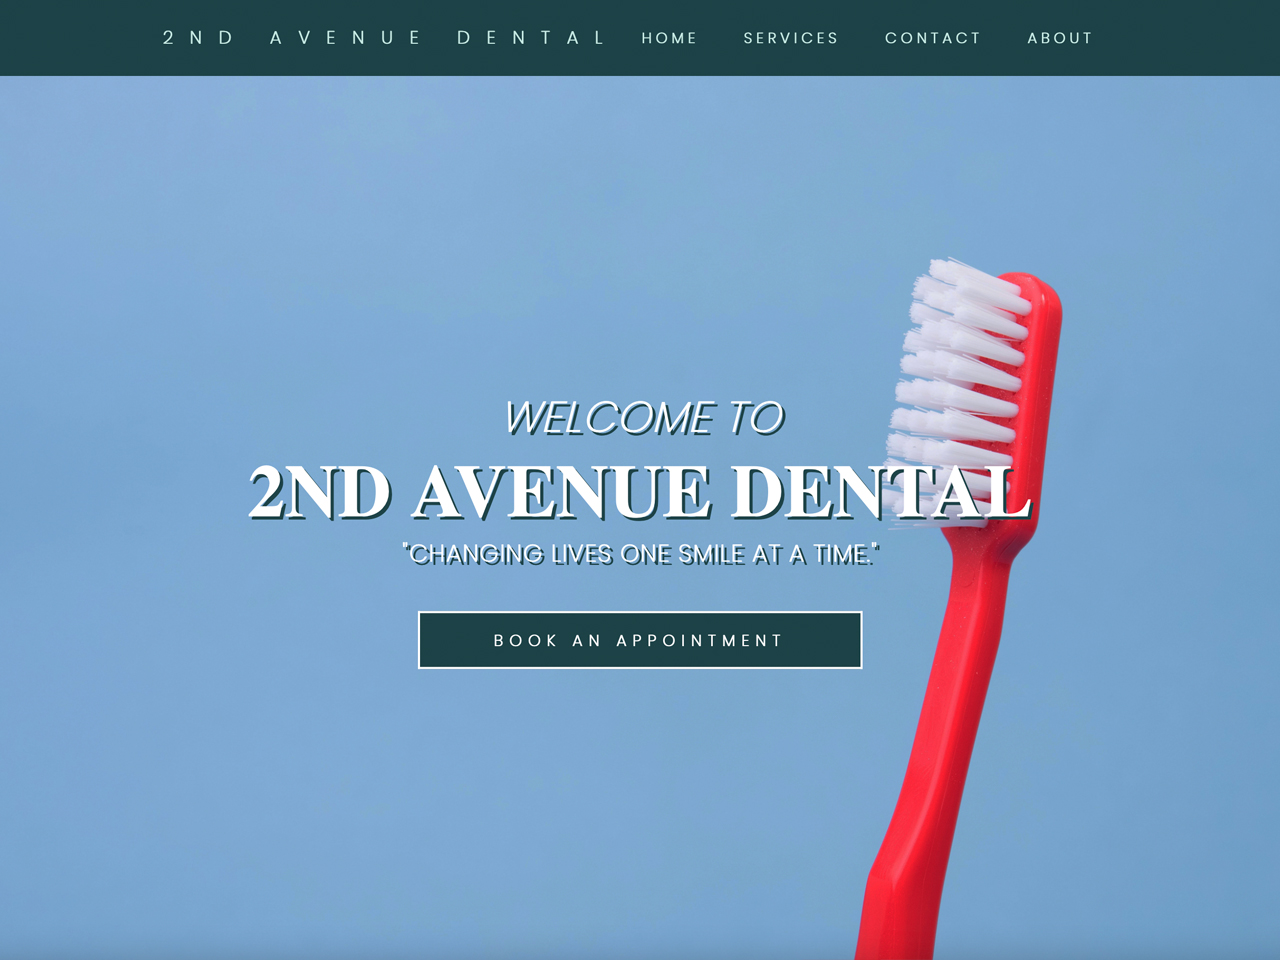 2ND AVENUE DENTAL HOME SERVICES CONTACT ABOUT
WELCOME TO
2ND AVENUE DENTAL
"CHANGING LIVES ONE SMILE AT A TIME."
BOOK AN APPOINTMENT